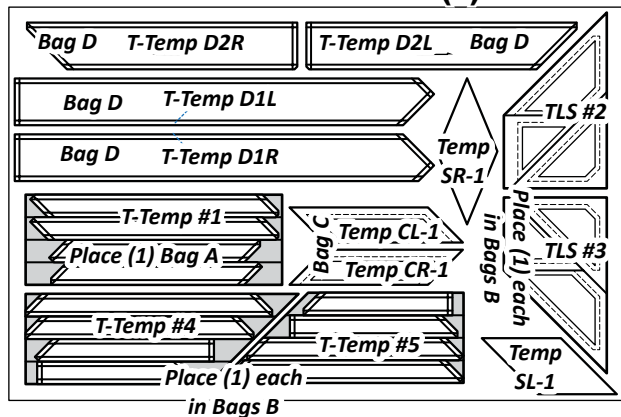 Bag D T-Temp D2R
T-Temp D2L Bag D
Bag D T-Temp D1L
Bag D T-Temp D1R
Temp
SR-1
TLS #2
T-Temp #1
Place (1) Bag A
Bag C
Temp CL-1
Temp CR-1
Place (1) each
in Bags B
TLS #3
T-Temp #4
T-Temp #5
Place (1) each
in Bags B
Temp
SL-1